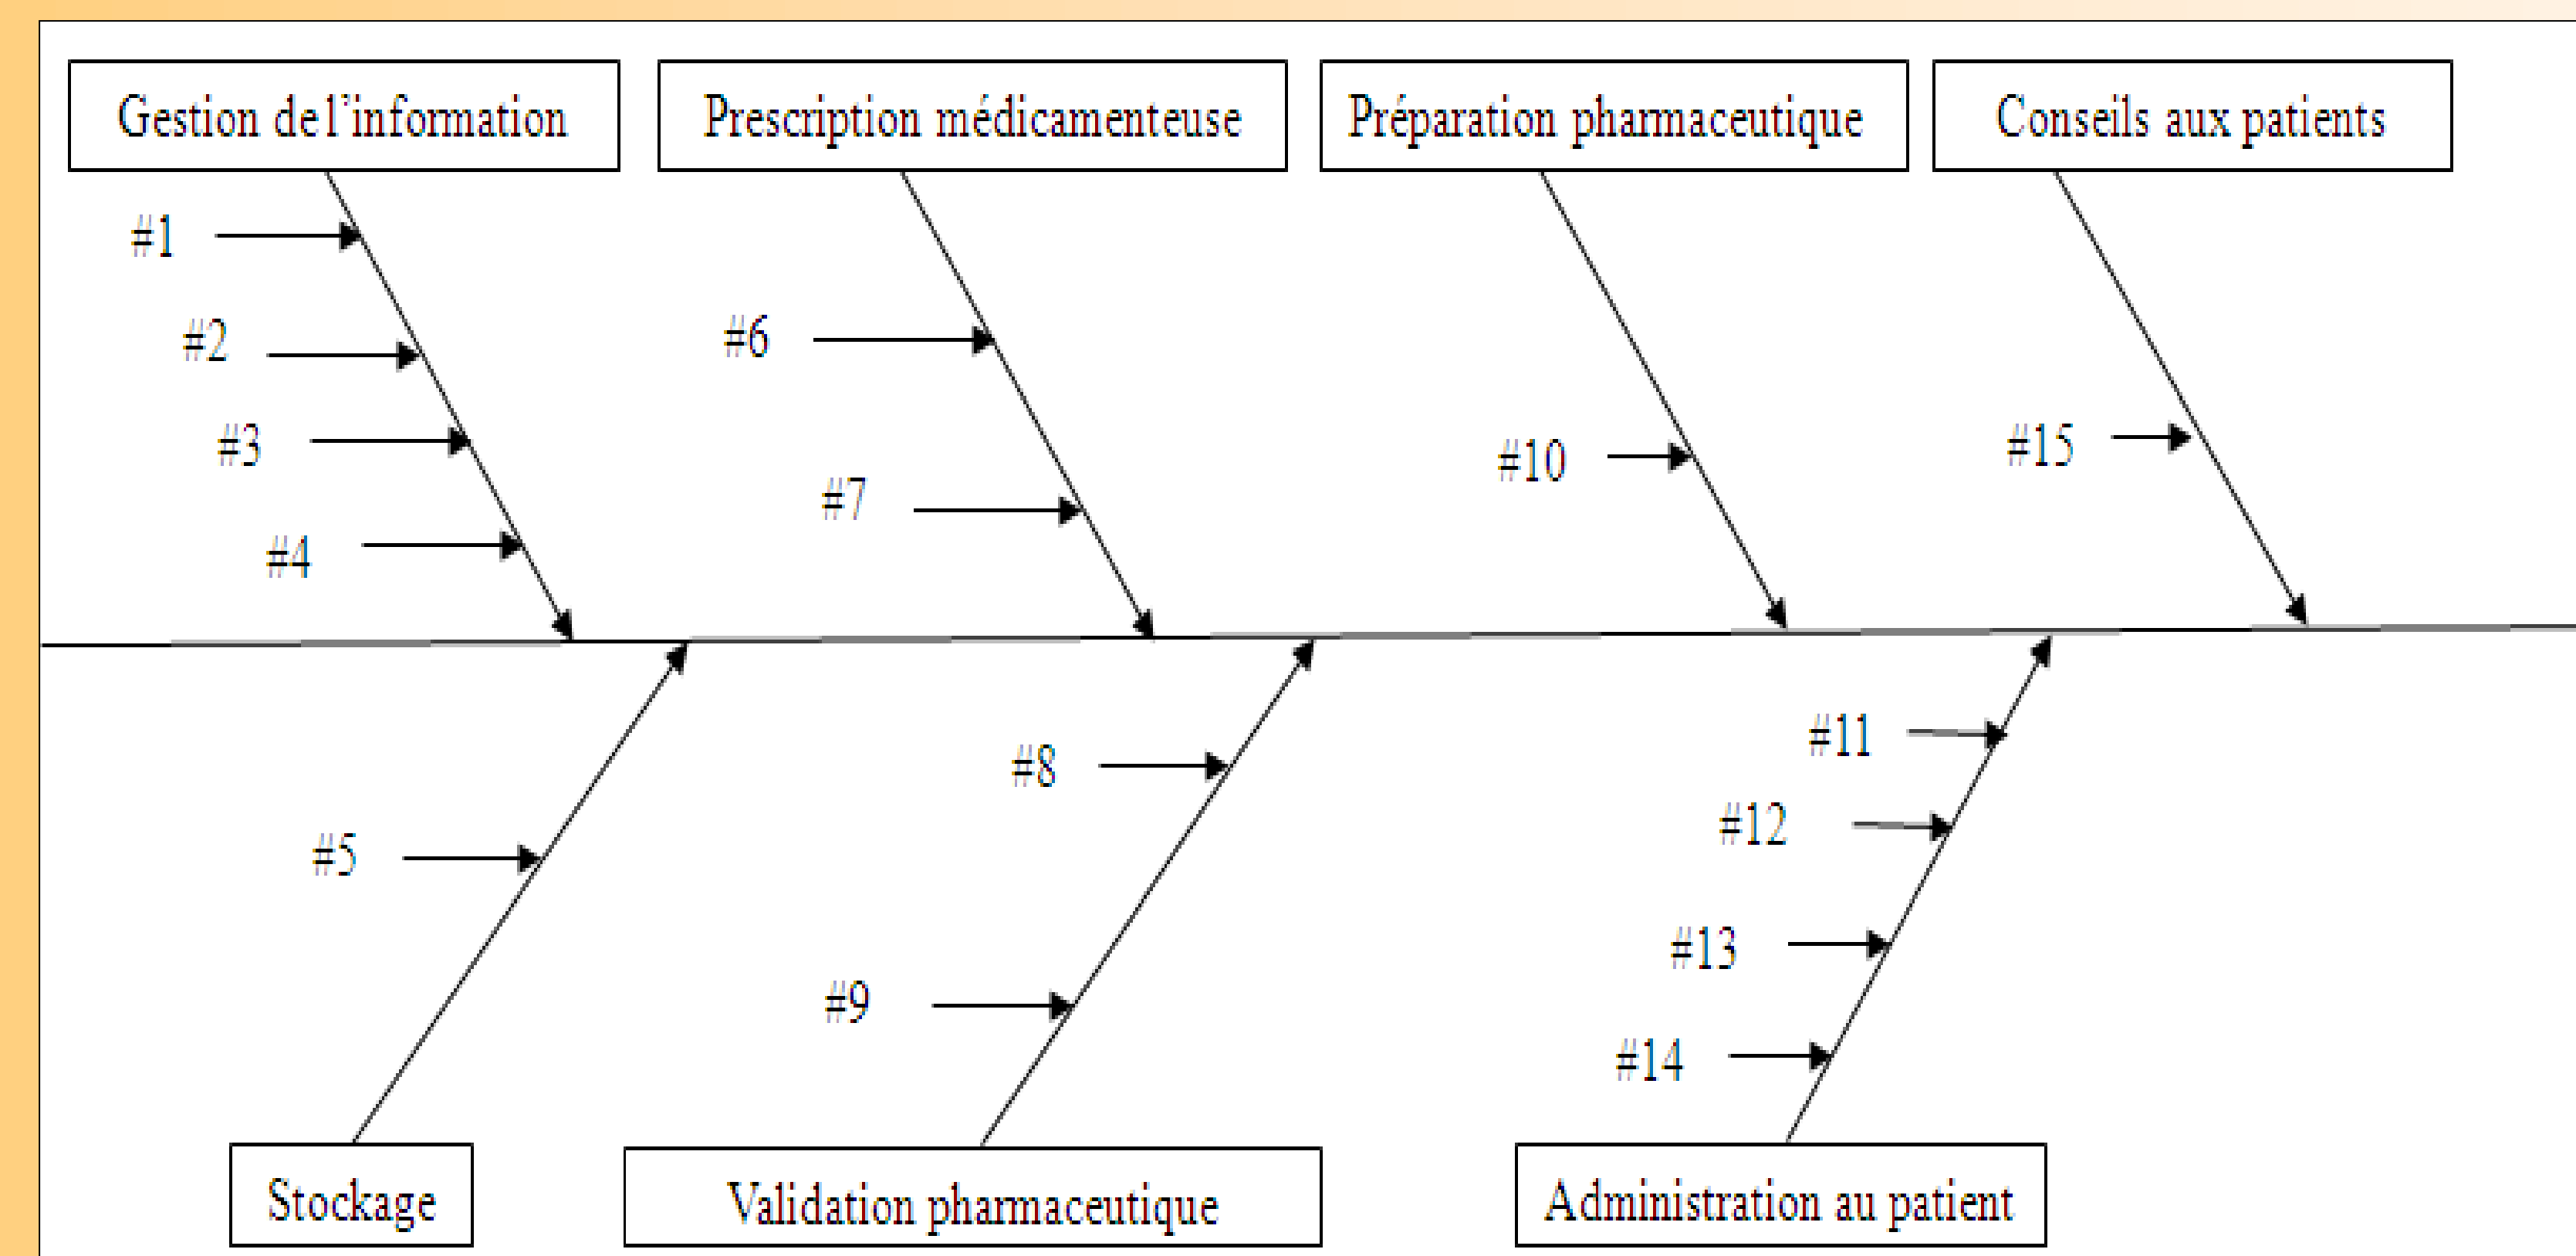 Gestion de l'information
Prescription médicamenteuse
Préparation pharmaceutique
Conseils aux patients
#1
#2
#3
#4
#6
#7
#10
#15
#5
#8
#9
#11
#12
#13
#14
Stockage
Validation pharmaceutique
Administration au patient